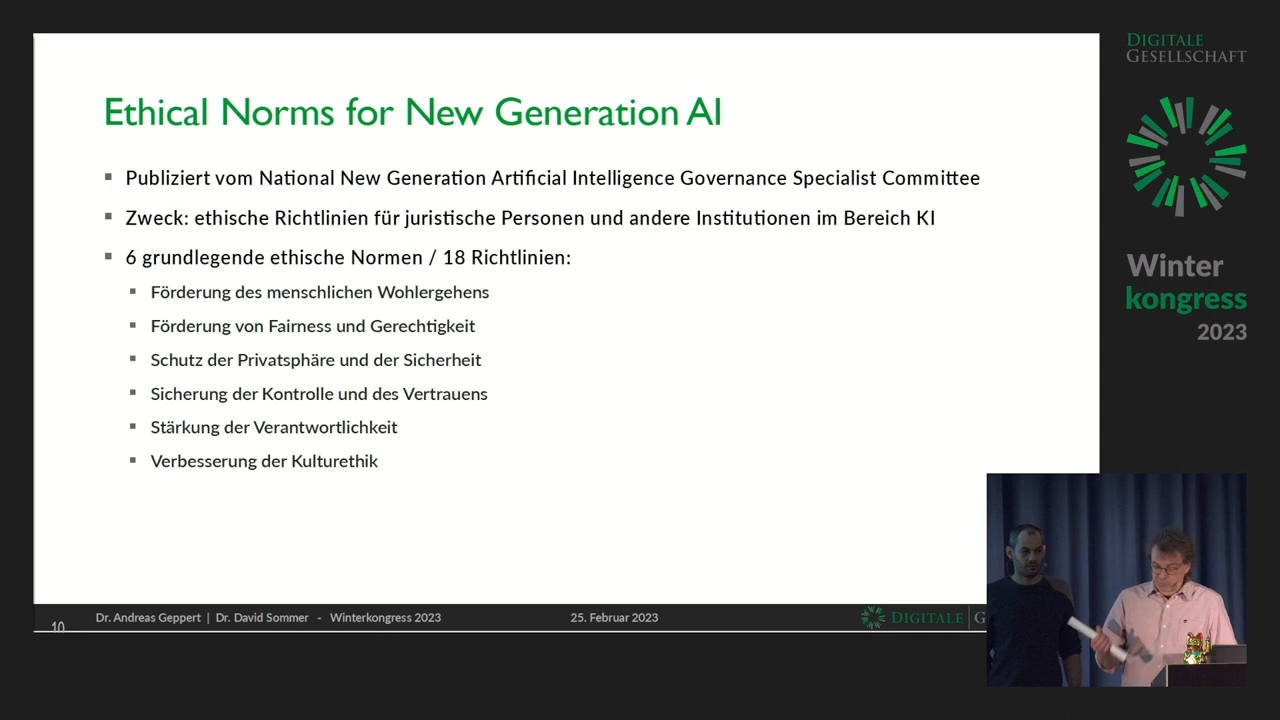 Ethical Norms for New Generation AI
Publiziert vom National New Generation Artificial Intelligence Governance Specialist Committee
Zweck: ethische Richtlinien für juristische Personen und andere Institutionen im Bereich KI
6 grundlegende ethische Normen / 18 Richtlinien:
Förderung des menschlichen Wohlergehens
Förderung von Fairness und Gerechtigkeit
Schutz der Privatsphäre und der Sicherheit
Sicherung der Kontrolle und des Vertrauens
Stärkung der Verantwortlichkeit
Verbesserung der Kulturethik
10
Dr. Andreas Geppert | Dr. David Sommer - Winterkongress 2023
25. Februar 2023
DIGITALE G
DIGITALE
GESELLSCHAFT
Winter
kongress
2023